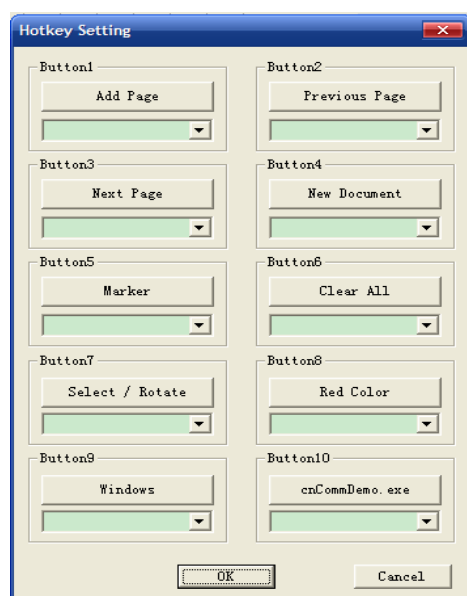 Hotkey Setting
Button1 Button2
Add Page Previous Page
Button3 Button4
Next Page New Document
Button5 Button6
Marker Clear All
Button7 Button8
Select / Rotate Red Color
Button9 Button10
Windows cnCommDemo.exe
OK Cancel